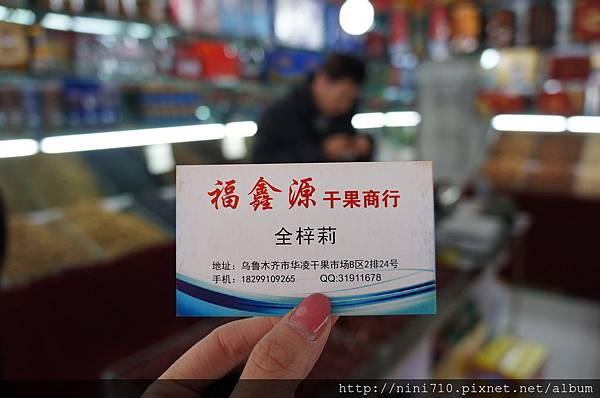 福鑫源干果商行
全梓莉
地址：乌鲁木齐市华凌干果市场B区2排24号
手机：18299109265 QQ:31911678
http://nini710.pixnet.net/album